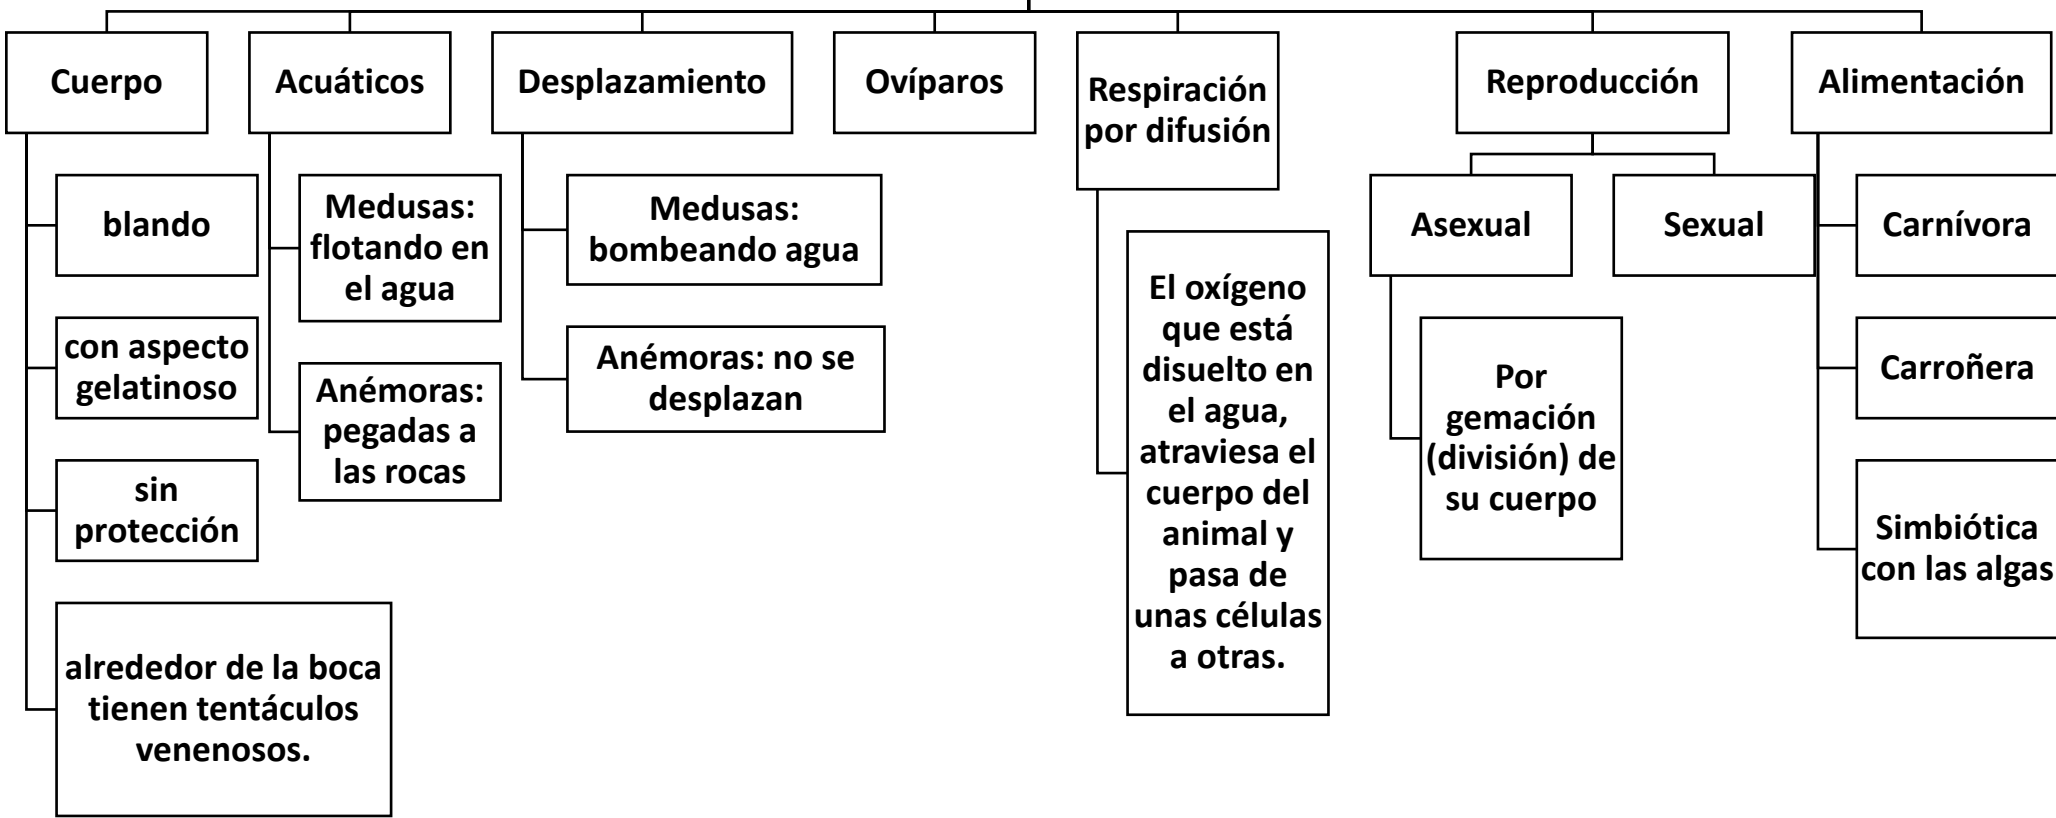 Cuerpo
blando
con aspecto
gelatinoso
sin
protección
alrededor de la boca
tienen tentáculos
venenosos.
Acuáticos
Medusas:
flotando en
el agua
Anémoras:
pegadas a
las rocas
Desplazamiento
Medusas:
bombeando agua
Anémoras: no se
desplazan
Ovíparos
Respiración
por difusión
El oxígeno
que está
disuelto en
el agua,
atraviesa el
cuerpo del
animal y
pasa de
unas células
a otras.
Reproducción
Asexual
Por
gemación
(división) de
su cuerpo
Sexual
Alimentación
Carnívora
Carroñera
Simbiótica
con las algas